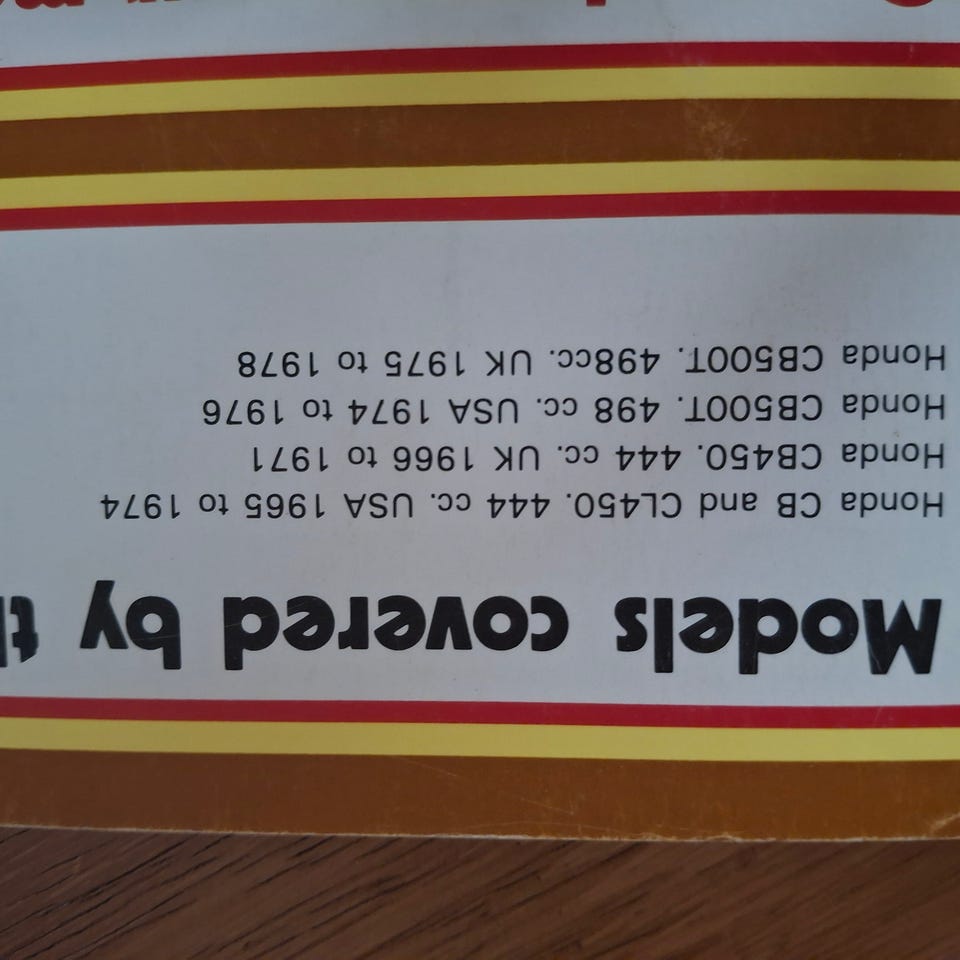 Models covered by
Honda CB and CL450. 444 cc. USA 1965 to 1974
Honda CB450. 444 cc. UK 1966 to 1971
Honda CB500T. 498 cc. USA 1974 to 1976
Honda CB500T. 498cc. UK 1975 to 1978